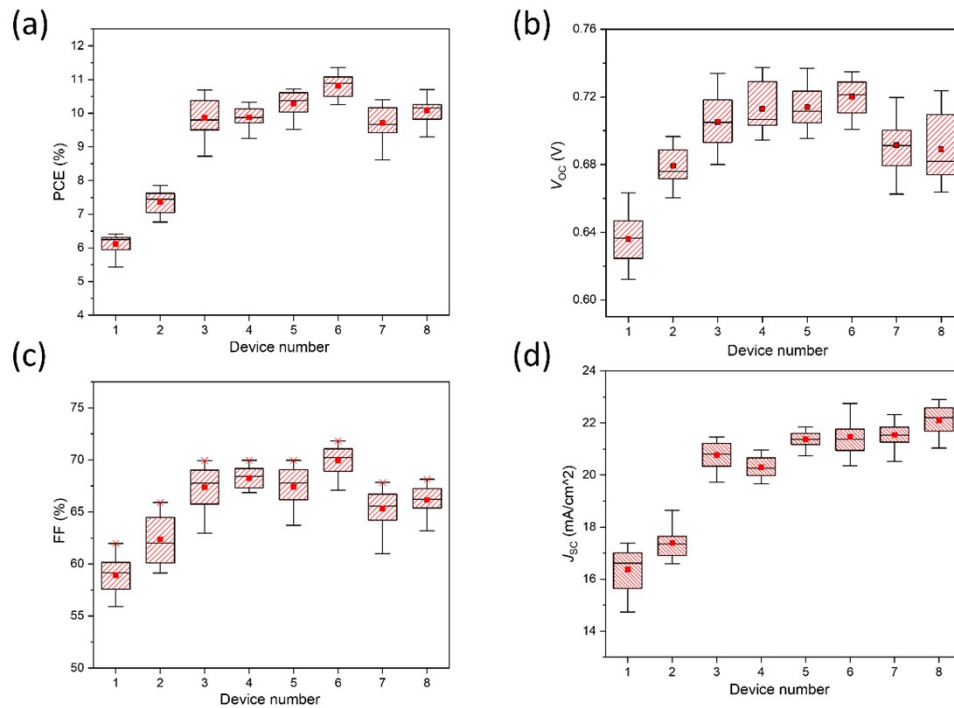 (a)
PCE (%)
12
11
10
9
8
7
6
5
4
1 2 3 4 5 6 7 8
Device number
(b)
V_OC (V)
0.76
0.72
0.68
0.64
0.60
1 2 3 4 5 6 7 8
Device number
(c)
FF (%)
75
70
65
60
55
50
1 2 3 4 5 6 7 8
Device number
(d)
J_SC (mA/cm^2)
24
22
20
18
16
14
13
1 2 3 4 5 6 7 8
Device number